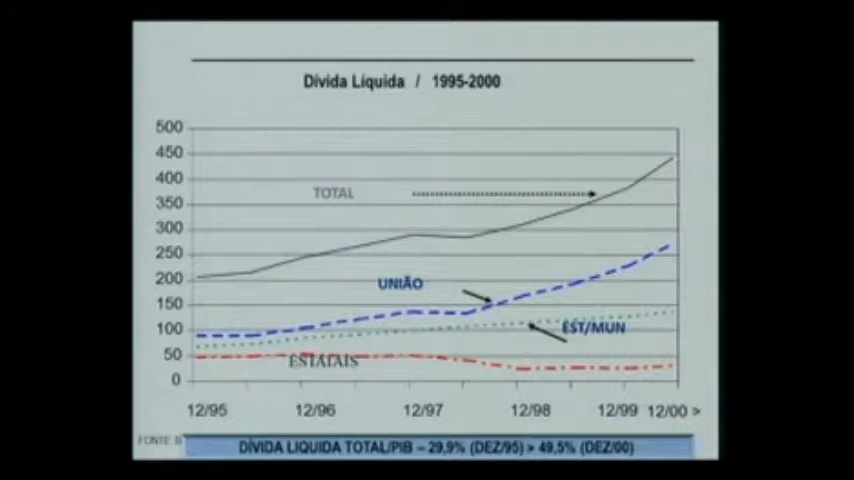 Dívida Líquida / 1995-2000
500
450
400
TOTAL
350
300
250
UNIÃO
200
150
100
EST/MUN
50
ESTATAIS
0
12/95 12/96 12/97 12/98 12/99 12/00 >
FONTE:
DÍVIDA LIQUIDA TOTAL/PIB – 29,9% (DEZ/95) > 49,5% (DEZ/00)